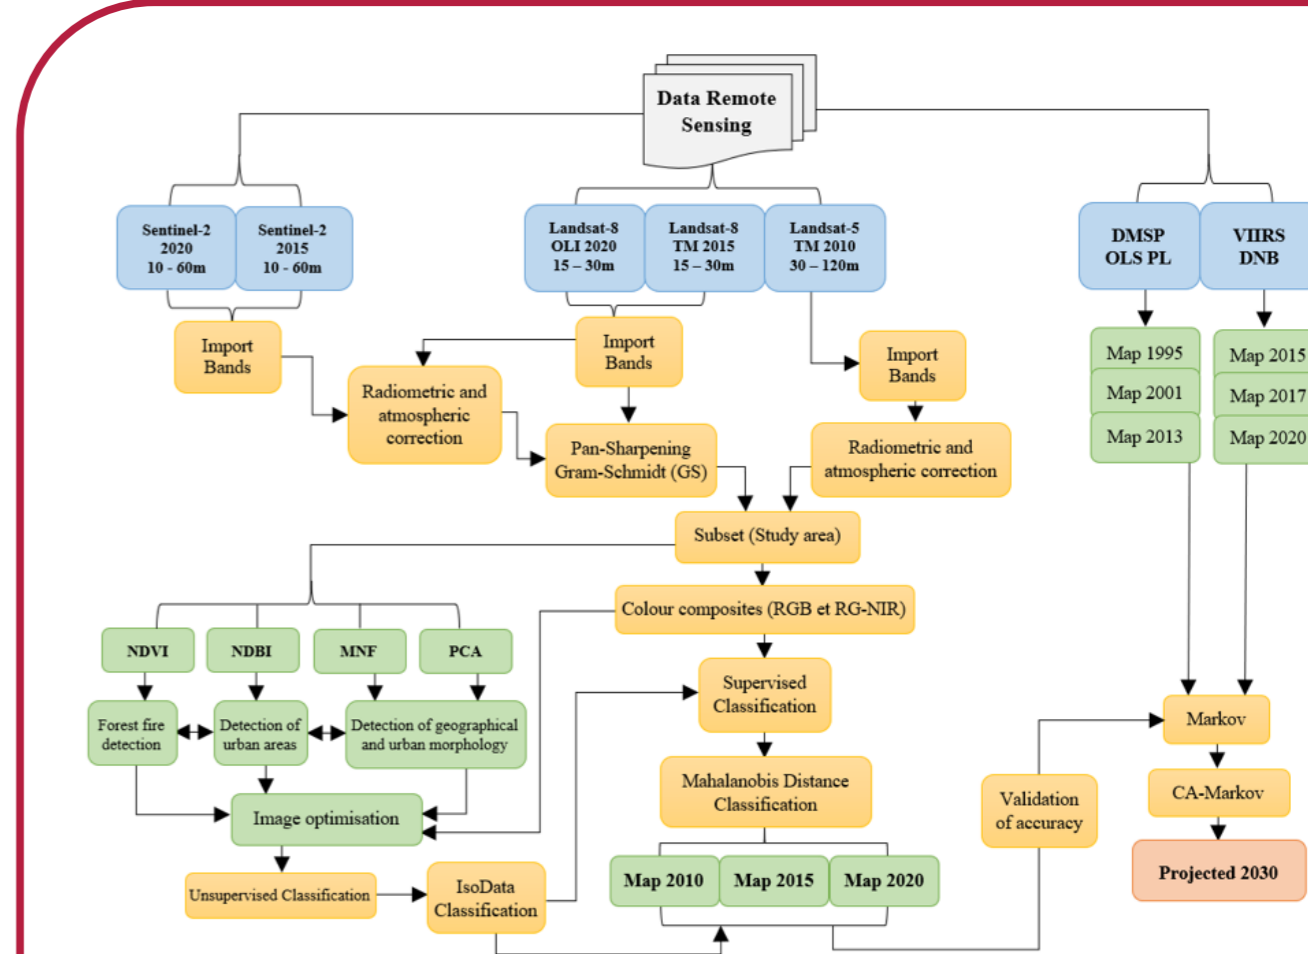 Data Remote
Sensing
Sentinel-2
2020
10 - 60m
Sentinel-2
2015
10 - 60m
Landsat-8
OLI 2020
15 – 30m
Landsat-8
TM 2015
15 – 30m
Landsat-5
TM 2010
30 – 120m
DMSP
OLS PL
VIIRS
DNB
Import
Bands
Import
Bands
Import
Bands
Map 1995
Map 2001
Map 2013
Map 2015
Map 2017
Map 2020
Radiometric and
atmospheric
correction
Pan-Sharpening
Gram-Schmidt (GS)
Radiometric and
atmospheric correction
Subset (Study area)
Colour composites (RGB et RG-NIR)
NDVI
NDBI
MNF
PCA
Forest fire
detection
Detection of
urban areas
Detection of geographical
and urban morphology
Supervised
Classification
Markov
Image optimisation
Mahalanobis Distance
Classification
Validation
of accuracy
CA-Markov
Unsupervised Classification
IsoData
Classification
Map 2010
Map 2015
Map 2020
Projected 2030